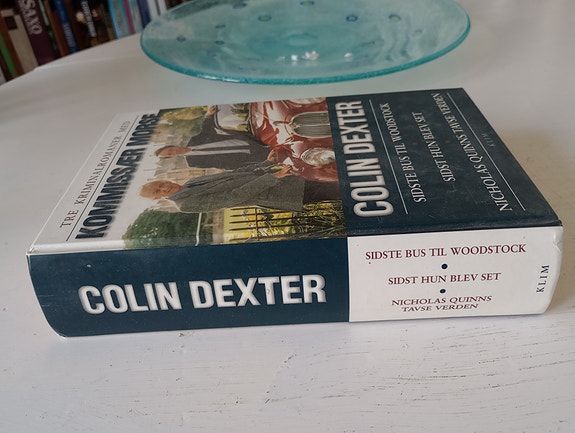 SAXO
TRE KRIMINALROMANER MED
KOMMISSÆR MORSE
COLIN DEXTER
SIDSTE BUS TIL WOODSTOCK
SIDST HUN BLEV SET
NICHOLAS QUINNS TAVSE VERDEN
KLIM
COLIN DEXTER
SIDSTE BUS TIL WOODSTOCK
•
SIDST HUN BLEV SET
•
NICHOLAS QUINNS
TAVSE VERDEN
KLIM